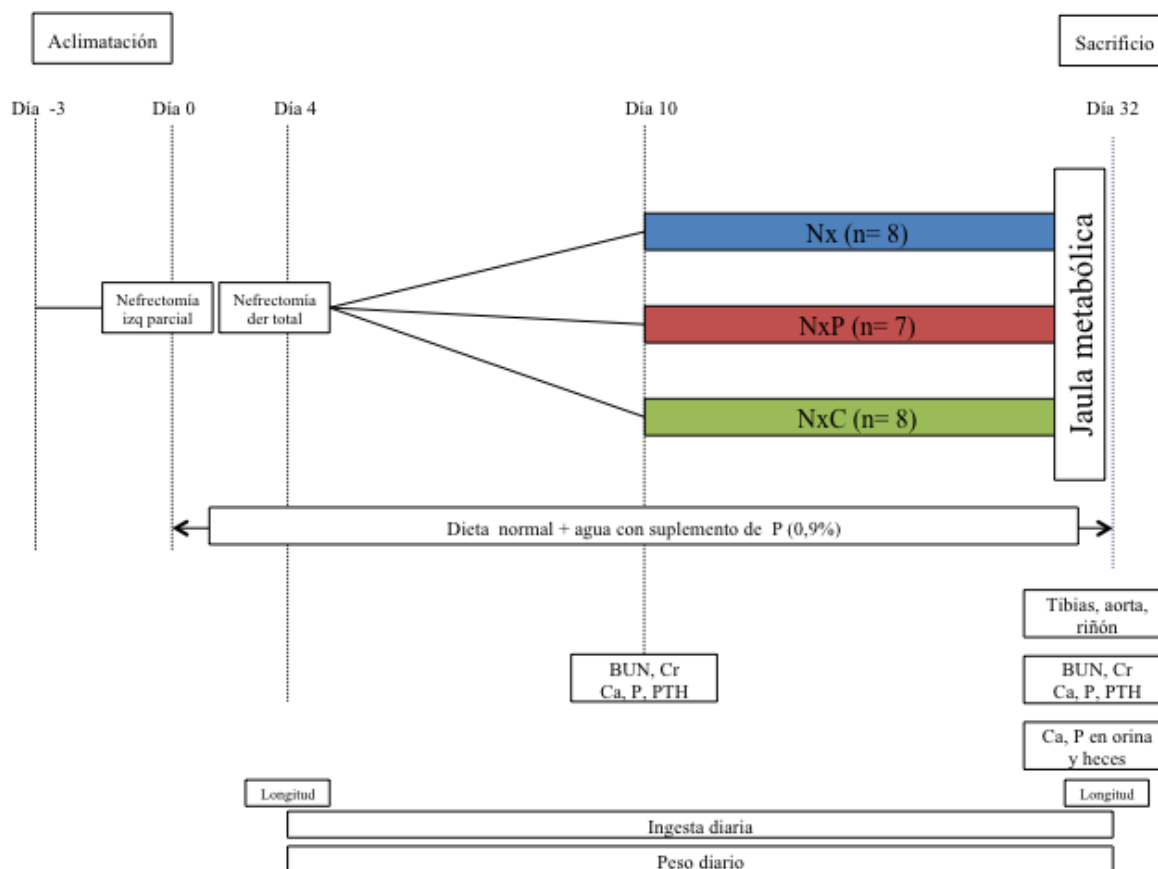 Aclimatación
Sacrificio
Día -3
Día 0
Día 4
Día 10
Día 32
Nefrectomía
izq parcial
Nefrectomía
der total
Nx (n= 8)
NxP (n= 7)
NxC (n= 8)
Jaula metabólica
Dieta normal + agua con suplemento de P (0,9%)
Tibias, aorta,
riñón
BUN, Cr
Ca, P, PTH
BUN, Cr
Ca, P, PTH
Ca, P en orina
y heces
Longitud
Longitud
Ingesta diaria
Peso diario